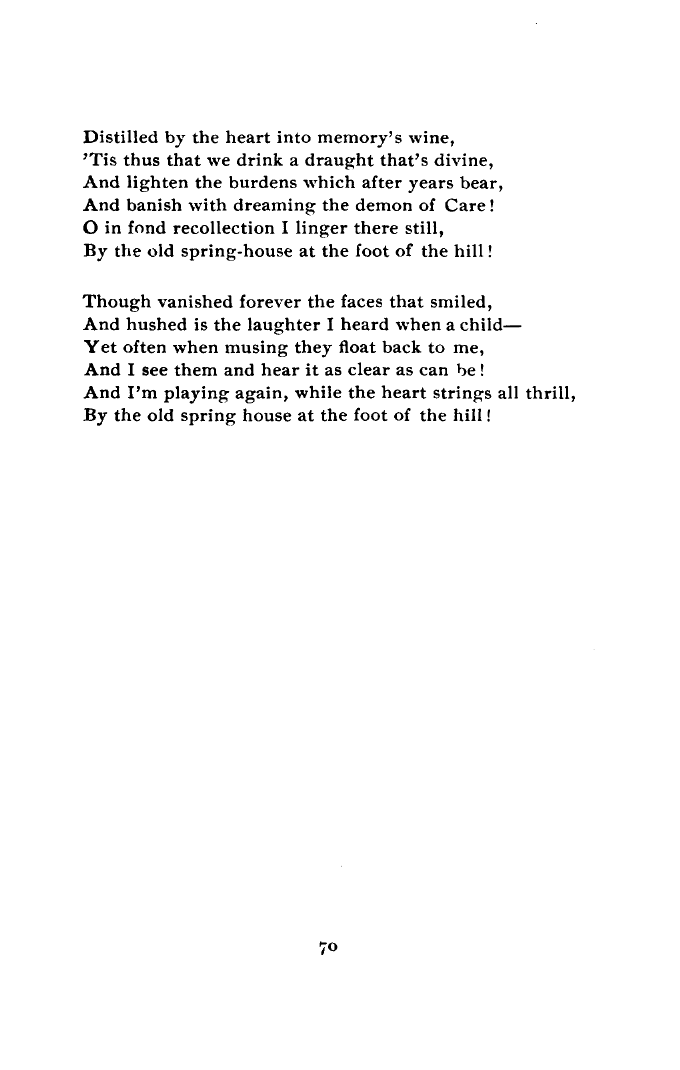 Distilled by the heart into memory's wine,
'Tis thus that we drink a draught that's divine,
And lighten the burdens which after years bear,
And banish with dreaming the demon of Care!
O in fond recollection I linger there still,
By the old spring-house at the foot of the hill!
Though vanished forever the faces that smiled,
And hushed is the laughter I heard when a child—
Yet often when musing they float back to me,
And I see them and hear it as clear as can be!
And I'm playing again, while the heart strings all thrill,
By the old spring house at the foot of the hill!
70